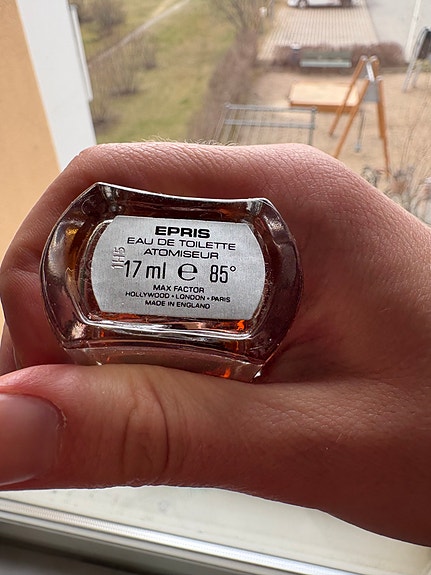 EPRIS
EAU DE TOILETTE
ATOMISEUR
17 ml ℮ 85°
MAX FACTOR
HOLLYWOOD • LONDON • PARIS
MADE IN ENGLAND